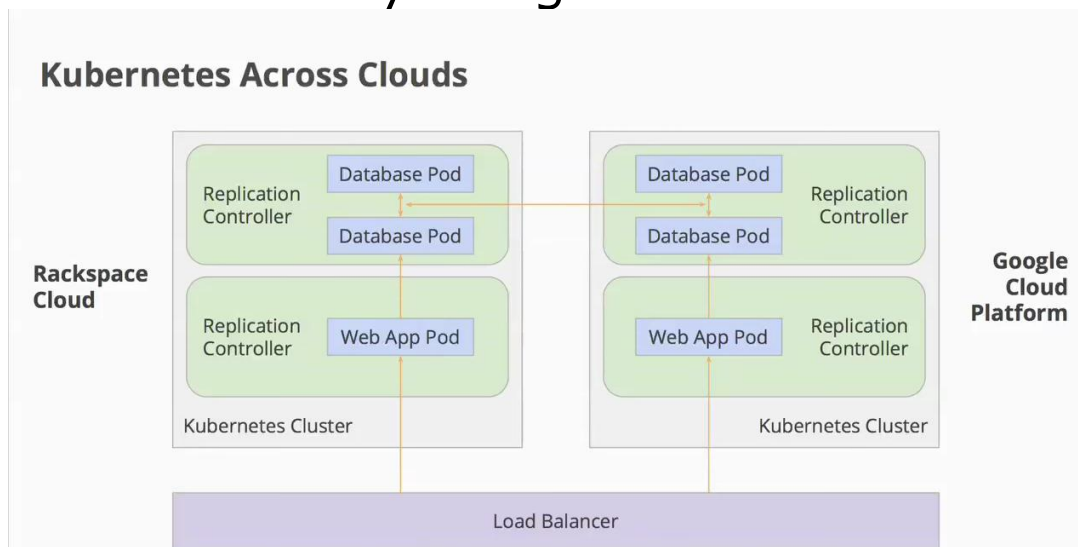 Kubernetes Across Clouds
Rackspace
Cloud
Replication
Controller
Database Pod
Database Pod
Replication
Controller
Web App Pod
Kubernetes Cluster
Database Pod
Database Pod
Replication
Controller
Web App Pod
Replication
Controller
Kubernetes Cluster
Google
Cloud
Platform
Load Balancer